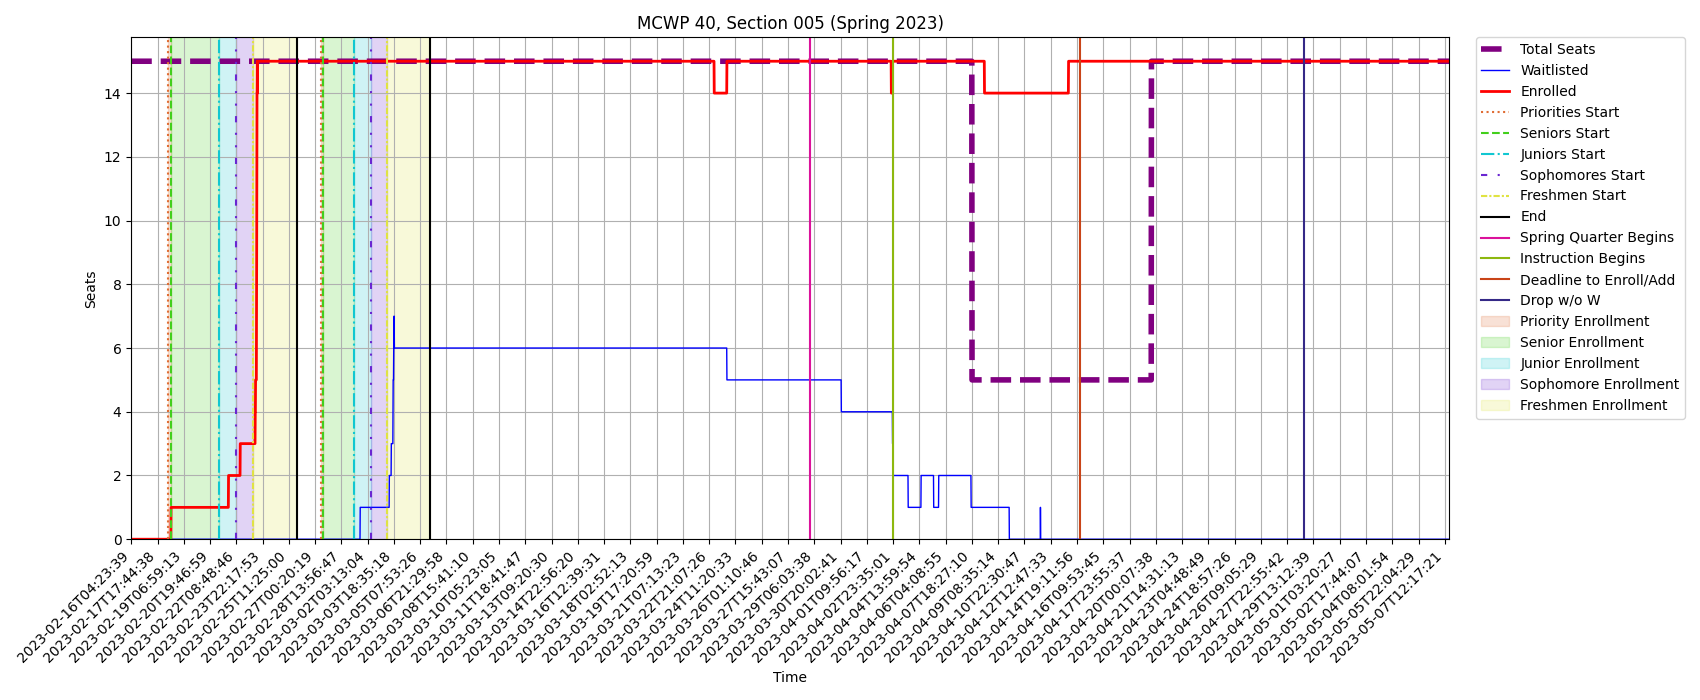 MCWP 40, Section 005 (Spring 2023)
Seats
14
12
10
8
6
4
2
0
2023-02-16T04:23:39
2023-02-17T17:44:38
2023-02-19T06:59:13
2023-02-20T19:46:59
2023-02-22T08:48:46
2023-02-23T22:17:53
2023-02-25T11:25:00
2023-02-27T00:20:19
2023-02-28T13:56:47
2023-03-02T03:13:04
2023-03-03T18:35:18
2023-03-05T07:53:26
2023-03-06T21:29:58
2023-03-08T15:41:10
2023-03-10T05:23:05
2023-03-11T18:41:47
2023-03-13T09:20:30
2023-03-14T22:56:20
2023-03-16T12:39:31
2023-03-18T02:52:13
2023-03-19T17:20:59
2023-03-21T07:13:23
2023-03-22T21:07:26
2023-03-24T11:20:33
2023-03-26T01:10:46
2023-03-27T15:43:07
2023-03-29T06:03:38
2023-03-30T20:02:41
2023-04-01T09:56:17
2023-04-02T23:35:01
2023-04-04T13:59:54
2023-04-06T04:08:55
2023-04-07T18:27:10
2023-04-09T08:35:14
2023-04-10T22:30:47
2023-04-12T12:47:33
2023-04-14T19:11:56
2023-04-16T09:53:45
2023-04-17T23:55:37
2023-04-20T00:07:38
2023-04-21T14:31:13
2023-04-23T04:48:49
2023-04-24T18:57:26
2023-04-26T09:05:29
2023-04-27T22:55:42
2023-04-29T13:12:39
2023-05-01T03:20:27
2023-05-02T17:44:07
2023-05-04T08:01:54
2023-05-05T22:04:29
2023-05-07T12:17:21
Time
Total Seats
Waitlisted
Enrolled
Priorities Start
Seniors Start
Juniors Start
Sophomores Start
Freshmen Start
End
Spring Quarter Begins
Instruction Begins
Deadline to Enroll/Add
Drop w/o W
Priority Enrollment
Senior Enrollment
Junior Enrollment
Sophomore Enrollment
Freshmen Enrollment